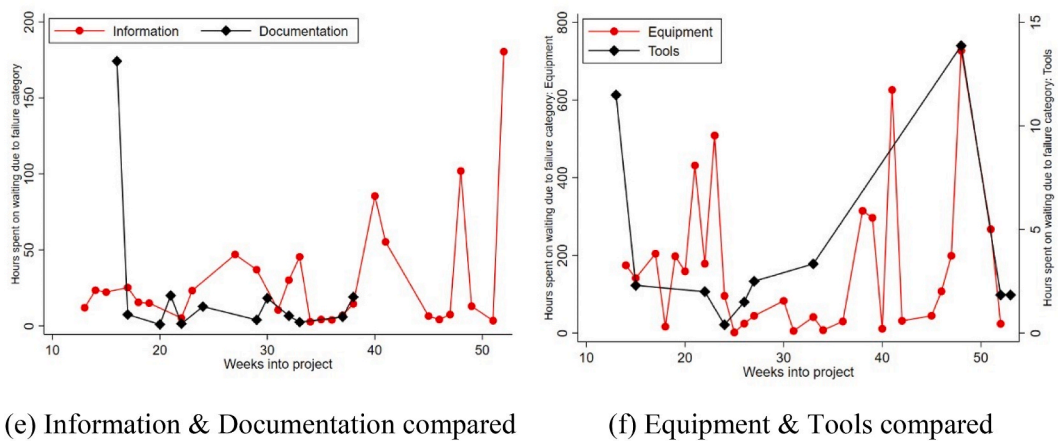 Information
Documentation
200
150
100
50
0
Hours spent on waiting due to failure category
10
20
30
40
50
Weeks into project
(e) Information & Documentation compared
Equipment
Tools
800
600
400
200
0
Hours spent on waiting due to failure category: Equipment
15
10
5
0
Hours spent on waiting due to failure category: Tools
10
20
30
40
50
Weeks into project
(f) Equipment & Tools compared